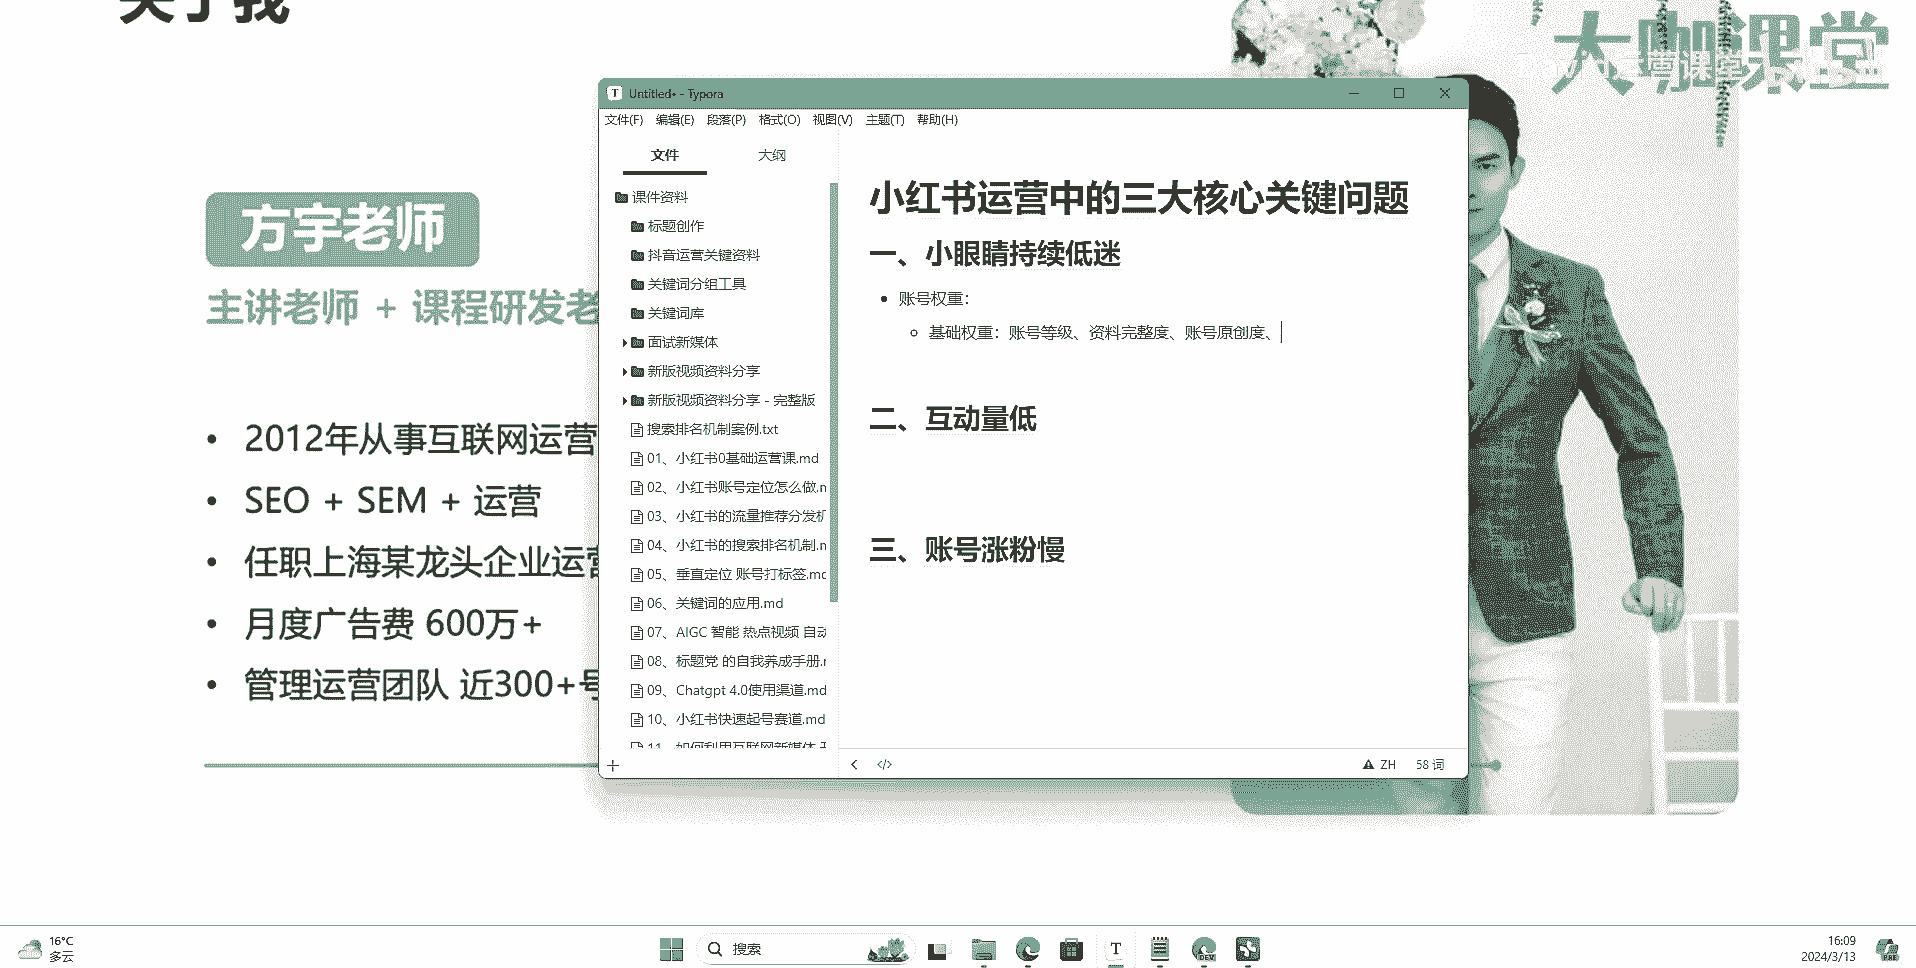 关于我
大咖课堂
方宇老师
主讲老师 + 课程研发老
• 2012年从事互联网运营
• SEO + SEM + 运营
• 任职上海某龙头企业运营
• 月度广告费 600万+
• 管理运营团队 近300+号
Untitled• - Typora
文件(F) 编辑(E) 段落(P) 格式(O) 视图(V) 主题(T) 帮助(H)
文件 大纲
课件资料
标题创作
抖音运营关键资料
关键词分组工具
关键词库
面试新媒体
新版视频资料分享
新版视频资料分享 - 完整版
搜索排名机制案例.txt
01、小红书0基础运营课.md
02、小红书账号定位怎么做.m
03、小红书的流量推荐分发机
04、小红书的搜索排名机制.m
05、垂直定位 账号打标签.md
06、关键词的应用.md
07、AIGC 智能 热点视频 自动
08、标题党 的自我养成手册.m
09、Chatgpt 4.0使用渠道.md
10、小红书快速起号赛道.md
11、如何利用互联网新媒体
小红书运营中的三大核心关键问题
一、小眼睛持续低迷
• 账号权重：
基础权重：账号等级、资料完整度、账号原创度、
二、互动量低
三、账号涨粉慢
ZH 58 词
16°C
多云
搜索
DEV
16:09
2024/3/13
PRE